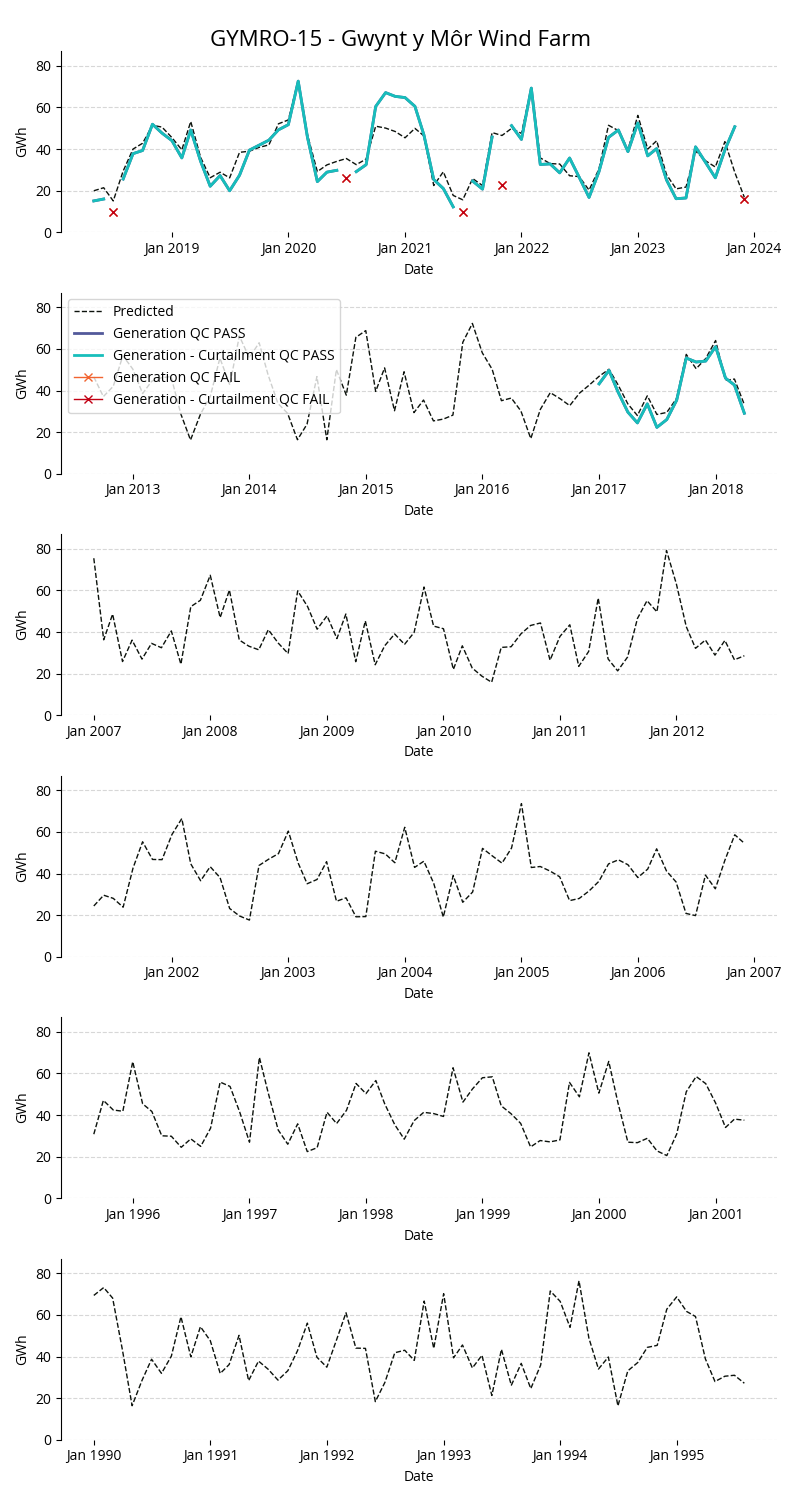 GYMRO-15 - Gwynt y Môr Wind Farm
80
60
40
20
0
GWh
Jan 2019 Jan 2020 Jan 2021 Jan 2022 Jan 2023 Jan 2024
Date
80
60
40
20
0
GWh
Predicted
Generation QC PASS
Generation - Curtailment QC PASS
Generation QC FAIL
Generation - Curtailment QC FAIL
Jan 2013 Jan 2014 Jan 2015 Jan 2016 Jan 2017 Jan 2018
Date
80
60
40
20
0
GWh
Jan 2007 Jan 2008 Jan 2009 Jan 2010 Jan 2011 Jan 2012
Date
80
60
40
20
0
GWh
Jan 2002 Jan 2003 Jan 2004 Jan 2005 Jan 2006 Jan 2007
Date
80
60
40
20
0
GWh
Jan 1996 Jan 1997 Jan 1998 Jan 1999 Jan 2000 Jan 2001
Date
80
60
40
20
0
GWh
Jan 1990 Jan 1991 Jan 1992 Jan 1993 Jan 1994 Jan 1995
Date